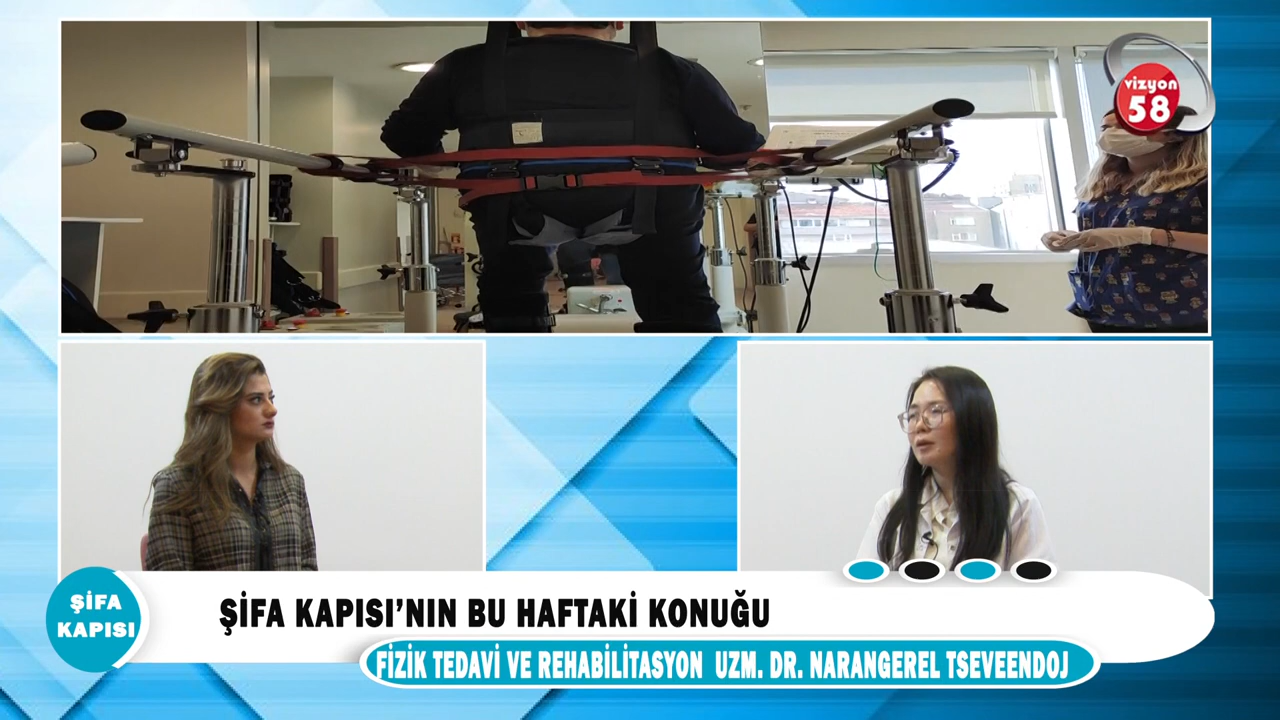 vizyon
58
ŞİFA
KAPISI
ŞİFA KAPISI’NIN BU HAFTAKİ KONUĞU
FİZİK TEDAVİ VE REHABİLİTASYON UZM. DR. NARANGEREL TSEVEENDOJ